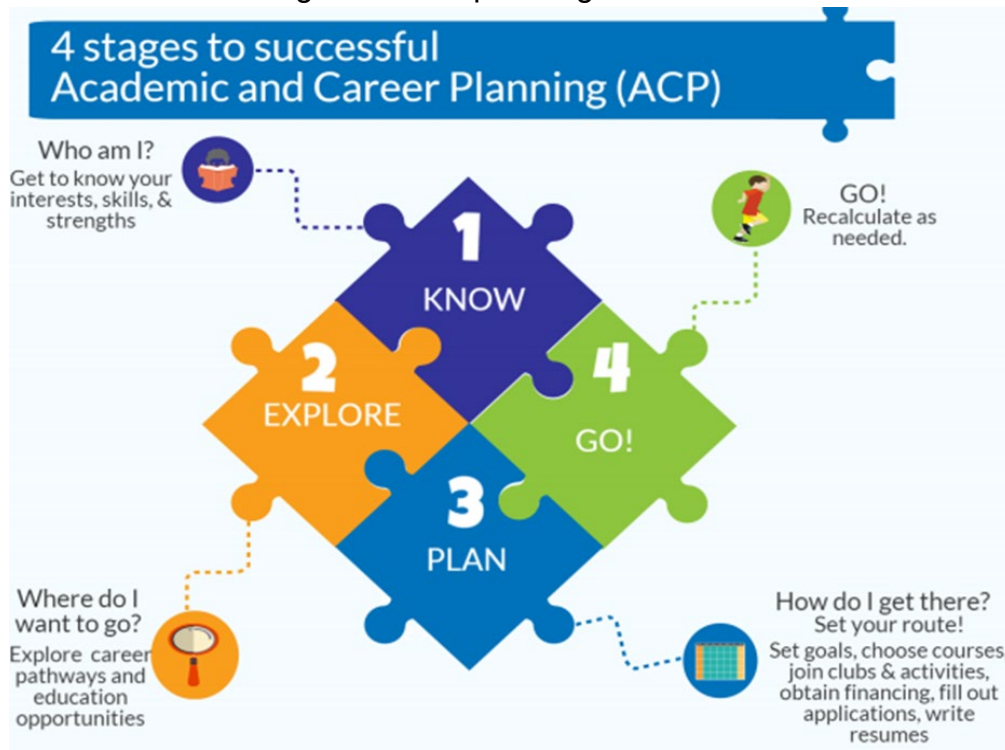 4 stages to successful
Academic and Career Planning (ACP)
Who am I?
Get to know your
interests, skills, &
strengths
1
KNOW
GO!
Recalculate as
needed.
2
EXPLORE
4
GO!
3
PLAN
Where do I
want to go?
Explore career
pathways and
education
opportunities
How do I get there?
Set your route!
Set goals, choose courses
join clubs & activities,
obtain financing, fill out
applications, write
resumes